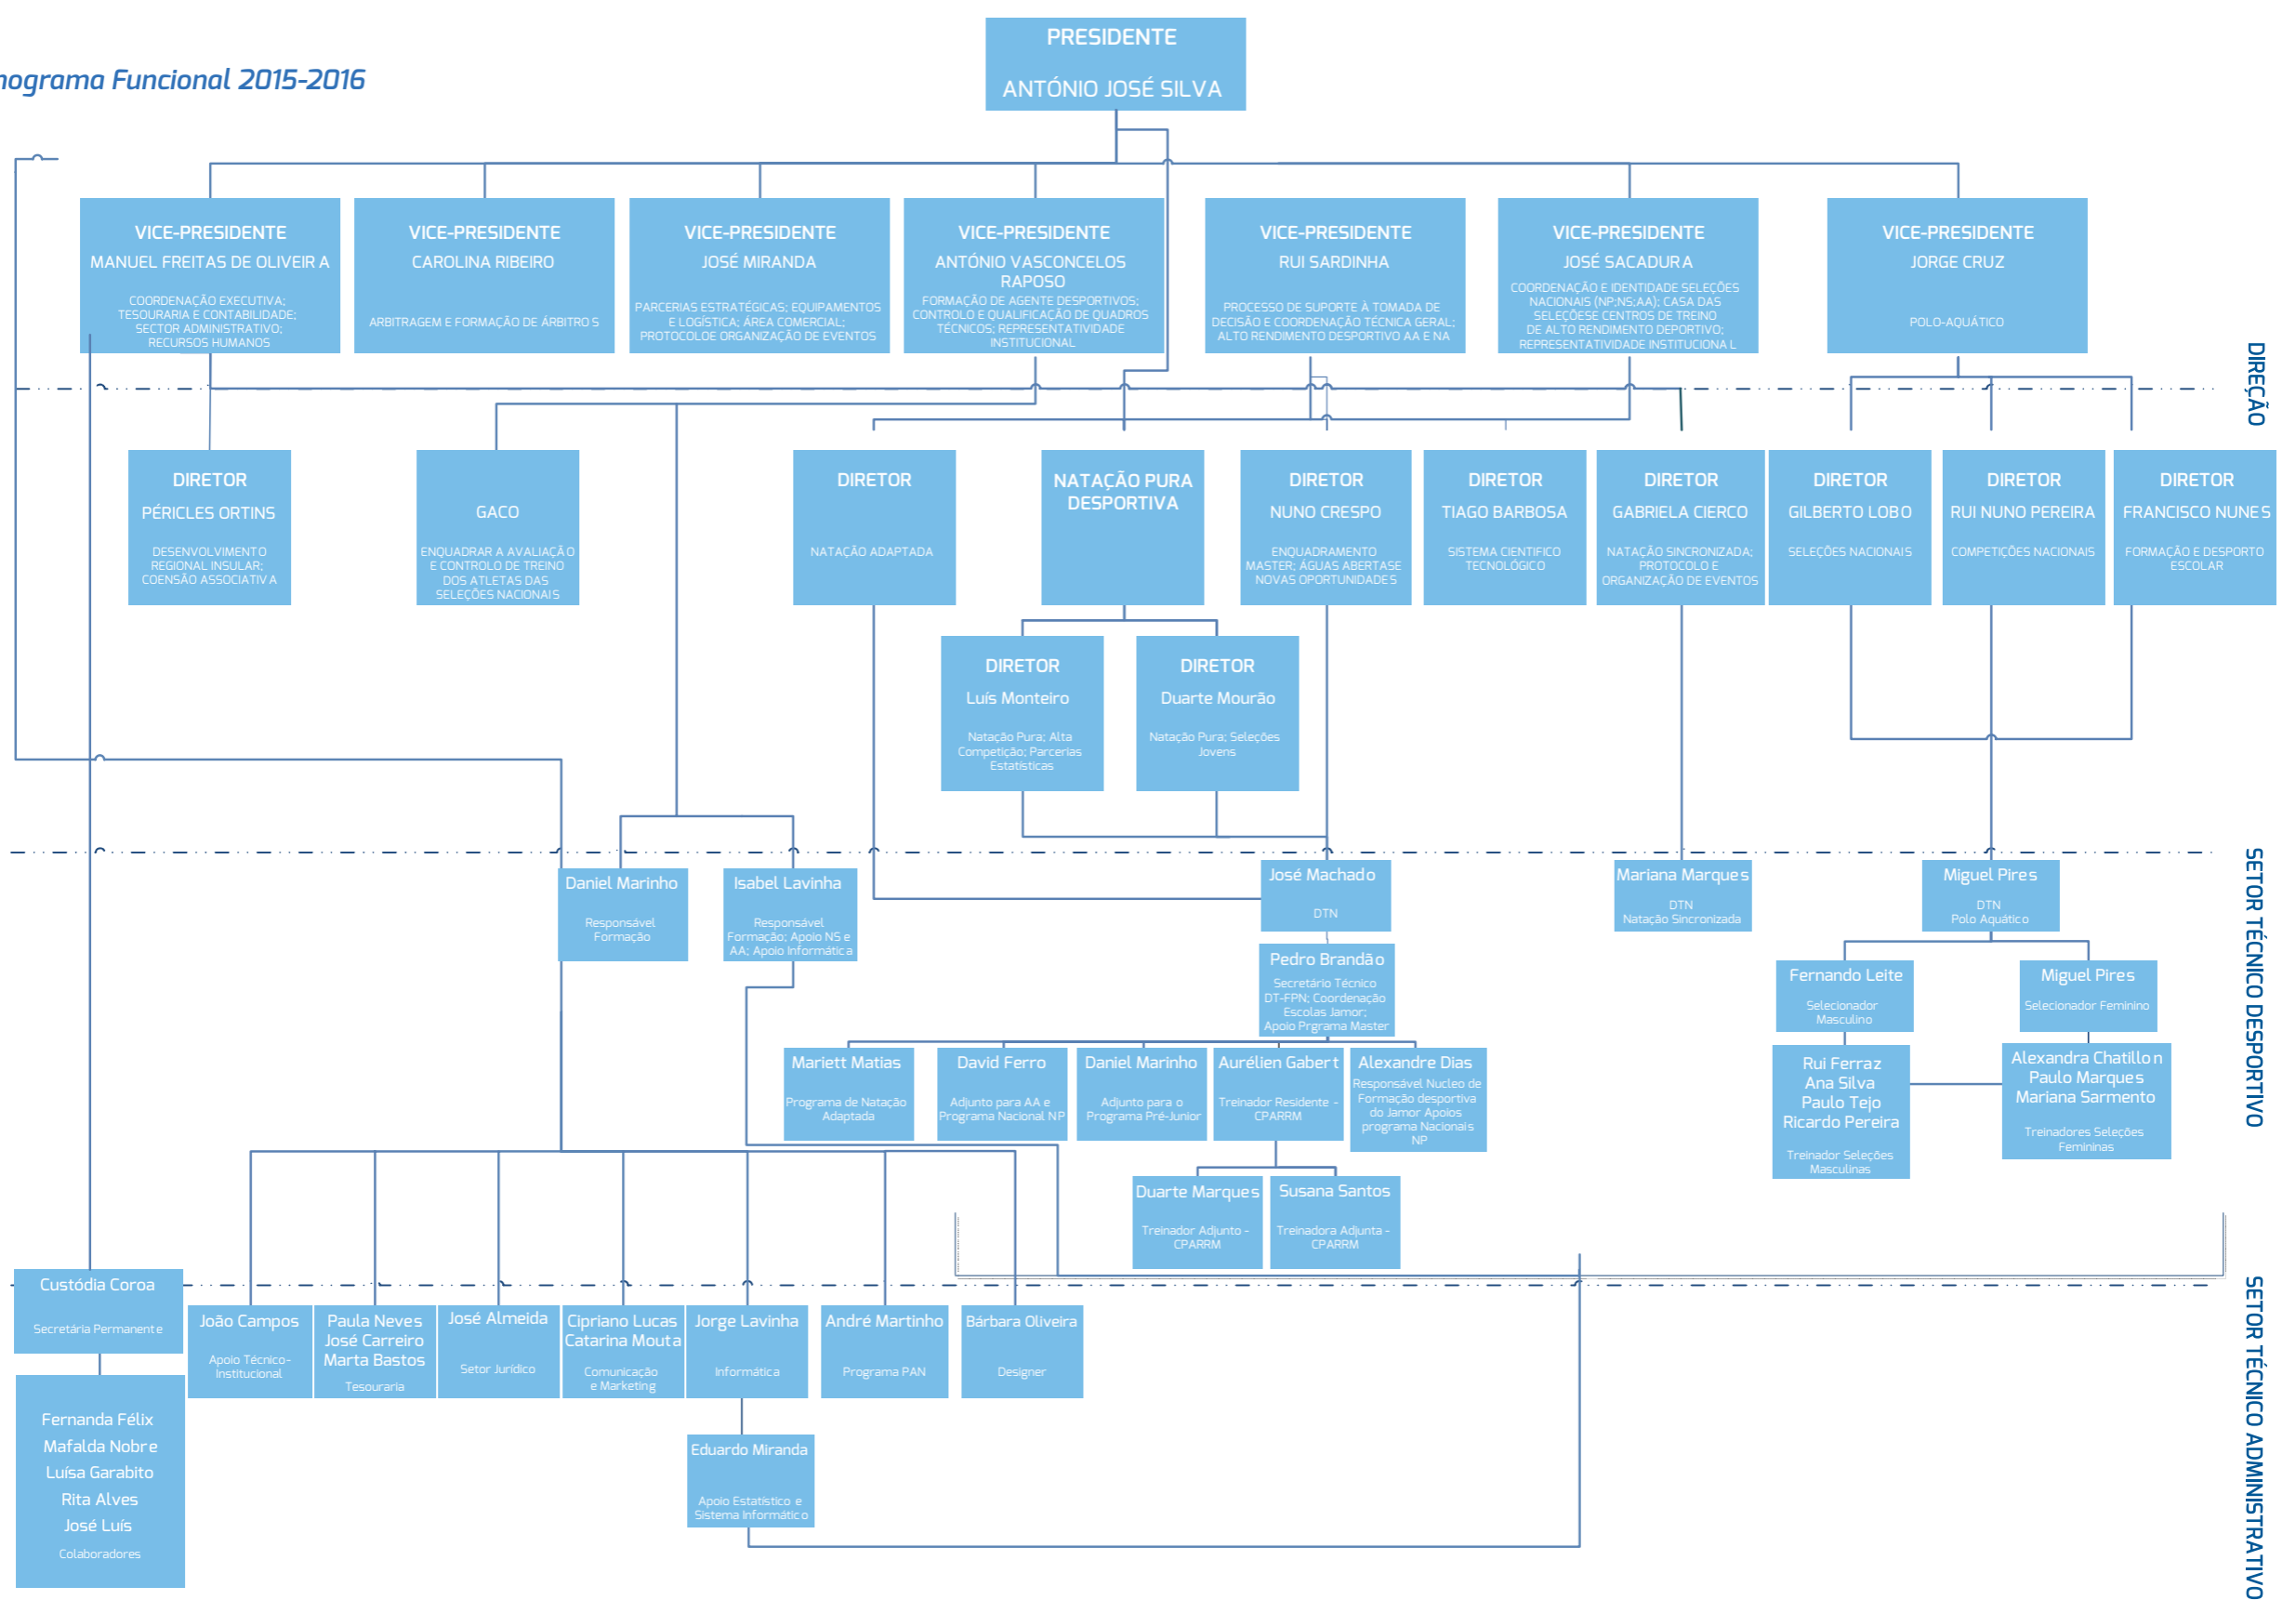 nograma Funcional 2015-2016
PRESIDENTE
ANTÓNIO JOSÉ SILVA
VICE-PRESIDENTE
MANUEL FREITAS DE OLIVEIR A
COORDENAÇÃO EXECUTIVA;
TESOURARIA E CONTABILIDADE;
SECTOR ADMINISTRATIVO;
RECURSOS HUMANOS
VICE-PRESIDENTE
CAROLINA RIBEIRO
ARBITRAGEM E FORMAÇÃO DE ÁRBITRO S
VICE-PRESIDENTE
JOSÉ MIRANDA
PARCERIAS ESTRATÉGICAS; EQUIPAMENTOS
E LOGÍSTICA; ÁREA COMERCIAL;
PROTOCOLOE ORGANIZAÇÃO DE EVENTOS
VICE-PRESIDENTE
ANTÓNIO VASCONCELOS
RAPOSO
FORMAÇÃO DE AGENTE DESPORTIVOS;
CONTROLO E QUALIFICAÇÃO DE QUADROS
TÉCNICOS; REPRESENTATIVIDADE
INSTITUCIONAL
VICE-PRESIDENTE
RUI SARDINHA
PROCESSO DE SUPORTE À TOMADA DE
DECISÃO E COORDENAÇÃO TÉCNICA GERAL;
ALTO RENDIMENTO DESPORTIVO AA E NA
VICE-PRESIDENTE
JOSÉ SACADUR A
COORDENAÇÃO E IDENTIDADE SELEÇÕES
NACIONAIS (NP;NS;AA); CASA DAS
SELEÇÕESE CENTROS DE TREINO
DE ALTO RENDIMENTO DEPORTIVO;
REPRESENTATIVIDADE INSTITUCIONA L
VICE-PRESIDENTE
JORGE CRUZ
POLO-AQUÁTICO
DIREÇÃO
DIRETOR
PÉRICLES ORTINS
DESENVOLVIMENTO
REGIONAL INSULAR;
COENSÃO ASSOCIATIV A
GACO
ENQUADRAR A AVALIAÇÃ O
E CONTROLO DE TREINO
DOS ATLETAS DAS
SELEÇÕES NACIONAIS
DIRETOR
NATAÇÃO ADAPTADA
NATAÇÃO PURA
DESPORTIVA
DIRETOR
NUNO CRESPO
ENQUADRAMENTO
MASTER; ÁGUAS ABERTASE
NOVAS OPORTUNIDADES
DIRETOR
TIAGO BARBOSA
SISTEMA CIENTIFICO
TECNOLÓGICO
DIRETOR
GABRIELA CIERCO
NATAÇÃO SINCRONIZADA;
PROTOCOLO E
ORGANIZAÇÃO DE EVENTOS
DIRETOR
GILBERTO LOBO
SELEÇÕES NACIONAIS
DIRETOR
RUI NUNO PEREIRA
COMPETIÇÕES NACIONAIS
DIRETOR
FRANCISCO NUNES
FORMAÇÃO E DESPORTO
ESCOLAR
DIRETOR
Luís Monteiro
Natação Pura; Alta
Competição; Parcerias
Estatísticas
DIRETOR
Duarte Mourão
Natação Pura; Seleções
Jovens
SETOR TÉCNICO DESPORTIVO
Daniel Marinho
Responsável
Formação
Isabel Lavinha
Responsável
Formação; Apoio NS e
AA; Apoio Informática
José Machado
DTN
Mariana Marques
DTN
Natação Sincronizada
Miguel Pires
DTN
Polo Aquático
Pedro Brandão
Secretário Técnico
DT-FPN; Coordenação
Escolas Jamor;
Apoio Prgrama Master
Fernando Leite
Selecionador
Masculino
Miguel Pires
Selecionador Feminino
Mariett Matias
Programa de Natação
Adaptada
David Ferro
Adjunto para AA e
Programa Nacional NP
Daniel Marinho
Adjunto para o
Programa Pré-Junior
Aurélien Gabert
Treinador Residente -
CPARRM
Alexandre Dias
Responsável Nucleo de
Formação desportiva
do Jamor Apoios
programa Nacionais
NP
Rui Ferraz
Ana Silva
Paulo Tejo
Ricardo Pereira
Treinador Seleções
Masculinas
Alexandra Chatillon
Paulo Marques
Mariana Sarmento
Treinadores Seleções
Femininas
Duarte Marques
Treinador Adjunto -
CPARRM
Susana Santos
Treinadora Adjunta -
CPARRM
SETOR TÉCNICO ADMINISTRATIVO
Custódia Coroa
Secretária Permanente
João Campos
Apoio Técnico-
Institucional
Paula Neves
José Carreiro
Marta Bastos
Tesouraria
José Almeida
Setor Jurídico
Cipriano Lucas
Catarina Mouta
Comunicação
e Marketing
Jorge Lavinha
Informática
André Martinho
Programa PAN
Bárbara Oliveira
Designer
Fernanda Félix
Mafalda Nobre
Luísa Garabito
Rita Alves
José Luís
Colaboradores
Eduardo Miranda
Apoio Estatístico e
Sistema Informático